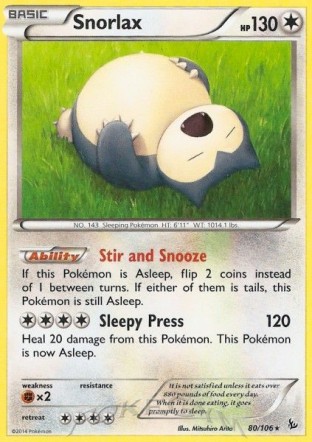 BASIC
Snorlax
HP 130
NO. 143 Sleeping Pokémon HT: 6'11" WT: 1014.1 lbs.
Ability Stir and Snooze
If this Pokémon is Asleep, flip 2 coins instead
of 1 between turns. If either of them is tails, this
Pokémon is still Asleep.
Sleepy Press 120
Heal 20 damage from this Pokémon. This Pokémon
is now Asleep.
weakness resistance
×2
retreat
It is not satisfied unless it eats over
880 pounds of food every day.
When it is done eating, it goes
promptly to sleep.
©2014 Pokémon
Illus. Mitsuhiro Arita
80/106